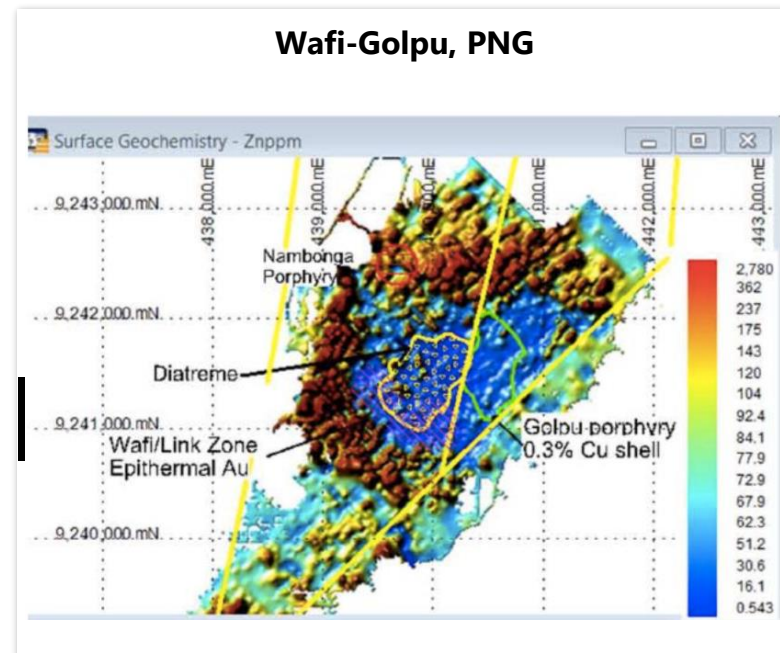 Wafi-Golpu, PNG
Surface Geochemistry - Znppm
438,000.mE
439,000.mE
442,000.mE
443,000.mE
9,243,000.mN
Nambonga
Porphyry
9,242,000.mN
Diatreme
9,241,000.mN
Wafi/Link Zone
Epithermal Au
Golpu porphyry
0.3% Cu shell
9,240,000.mN
2,780
362
237
175
143
120
104
92.4
84.1
77.9
72.9
67.9
62.3
51.2
30.6
16.1
0.543